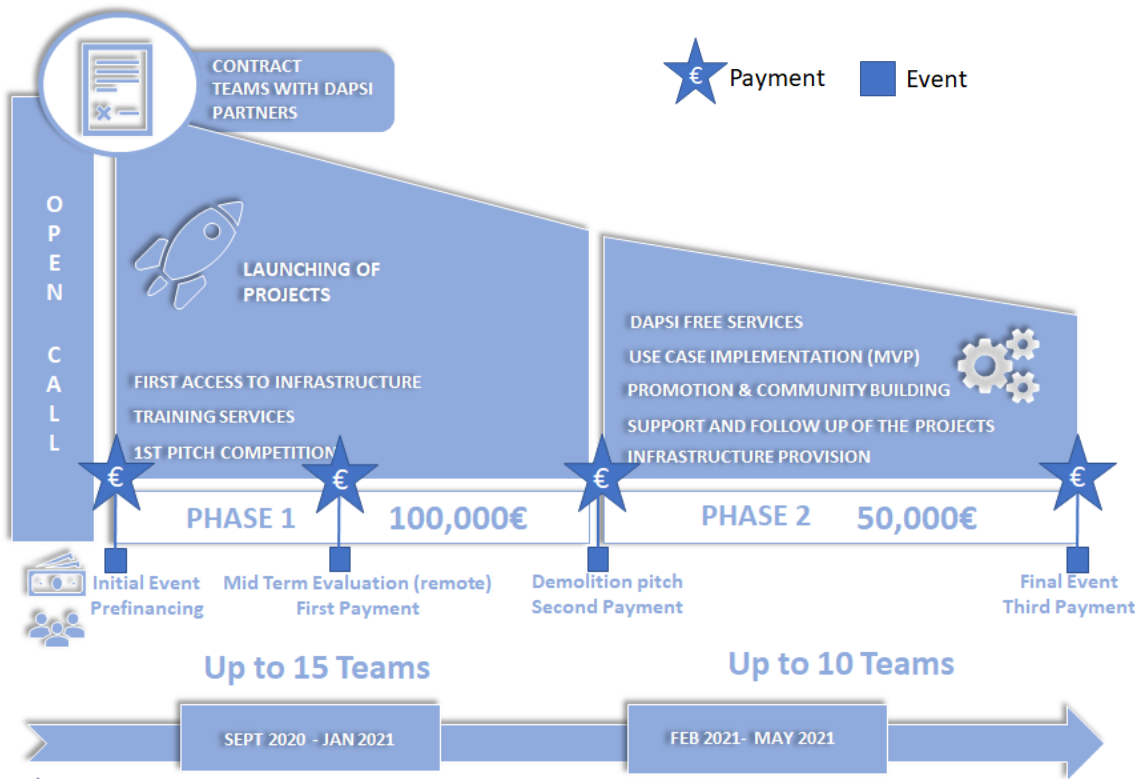 CONTRACT
TEAMS WITH DAPSI
PARTNERS
€ Payment
Event
OPEN CALL
LAUNCHING OF
PROJECTS
FIRST ACCESS TO INFRASTRUCTURE
TRAINING SERVICES
1ST PITCH COMPETITION
DAPSI FREE SERVICES
USE CASE IMPLEMENTATION (MVP)
PROMOTION & COMMUNITY BUILDING
SUPPORT AND FOLLOW UP OF THE PROJECTS
INFRASTRUCTURE PROVISION
€ € € €
PHASE 1 100,000€
PHASE 2 50,000€
Initial Event
Prefinancing
Mid Term Evaluation (remote)
First Payment
Demolition pitch
Second Payment
Final Event
Third Payment
Up to 15 Teams
Up to 10 Teams
SEPT 2020 - JAN 2021
FEB 2021- MAY 2021